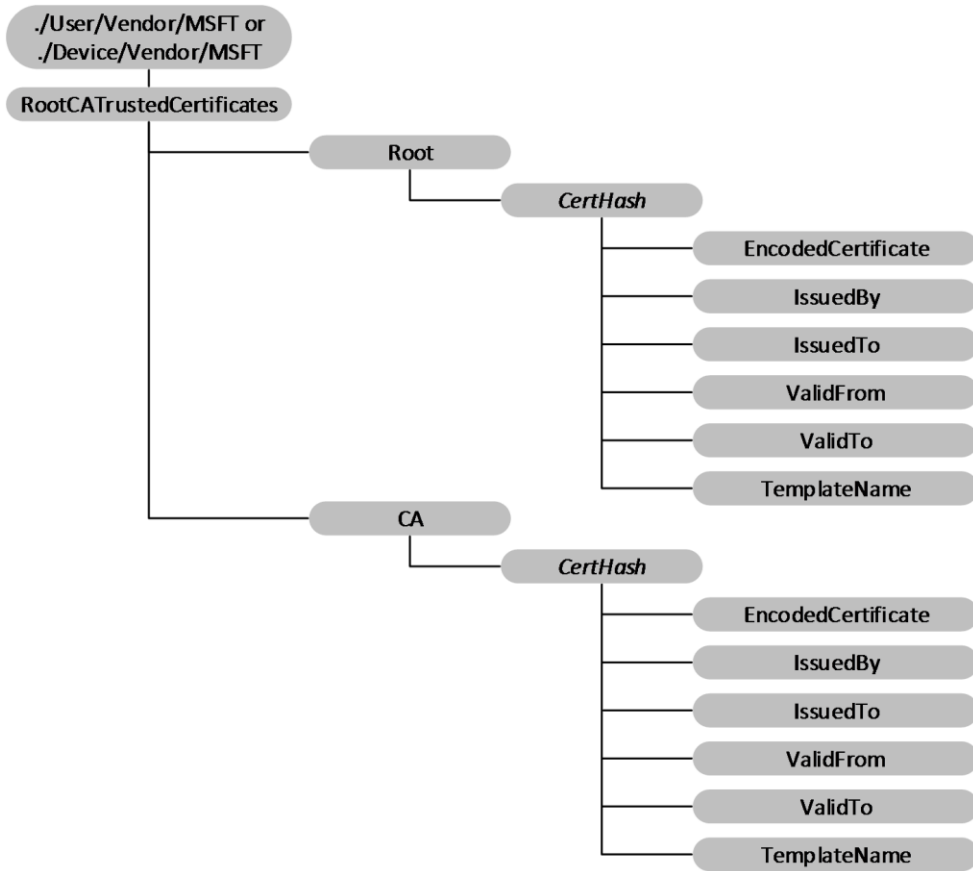 ./User/Vendor/MSFT or
./Device/Vendor/MSFT
RootCATrustedCertificates
Root
CertHash
EncodedCertificate
IssuedBy
IssuedTo
ValidFrom
ValidTo
TemplateName
CA
CertHash
EncodedCertificate
IssuedBy
IssuedTo
ValidFrom
ValidTo
TemplateName